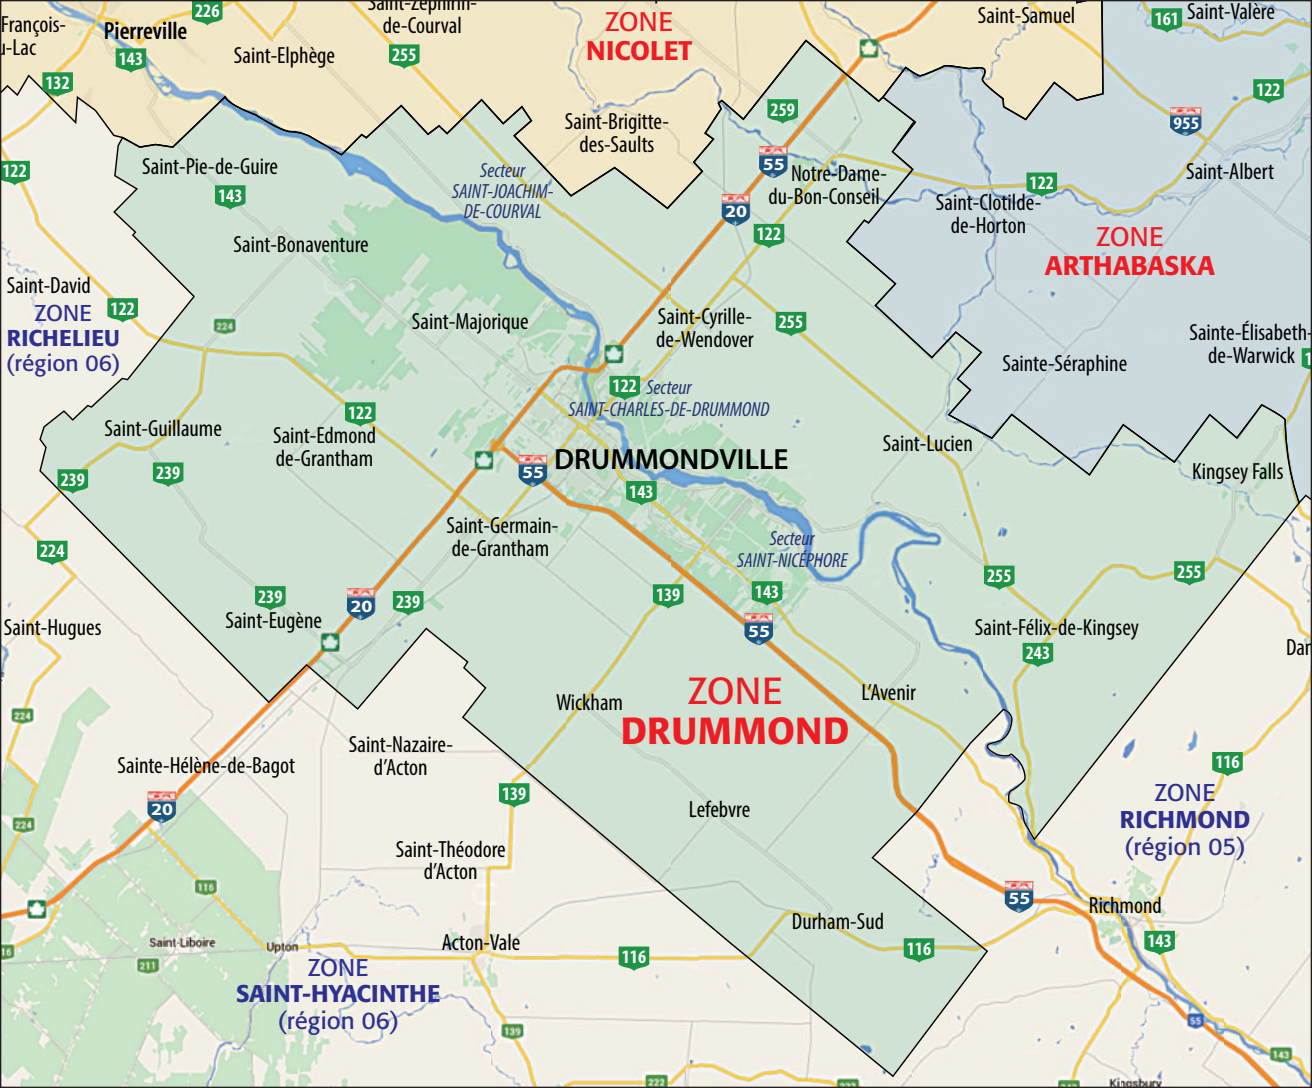 226
Saint-Zéphirin-
de-Courval
François-
u-Lac
Pierreville
143
Saint-Elphège
255
132
ZONE
NICOLET
Saint-Samuel
161
Saint-Valère
122
955
259
Saint-Brigitte-
des-Saults
122
Saint-Pie-de-Guire
143
Secteur
SAINT-JOACHIM-
DE-COURVAL
55
Notre-Dame-
du-Bon-Conseil
20
122
122
Saint-Albert
Saint-Clotilde-
de-Horton
ZONE
ARTHABASKA
Saint-Bonaventure
Saint-David
122
ZONE
RICHELIEU
(région 06)
224
Saint-Majorique
Saint-Cyrille-
de-Wendover
255
Sainte-Élisabeth-
de-Warwick
1
Sainte-Séraphine
122
Secteur
SAINT-CHARLES-DE-DRUMMOND
122
Saint-Guillaume
Saint-Edmond
de-Grantham
239
239
55
DRUMMONDVILLE
143
Saint-Lucien
Kingsey Falls
Saint-Germain-
de-Grantham
Secteur
SAINT-NICÉPHORE
224
239
Saint-Eugène
20
239
139
143
55
255
255
Saint-Hugues
Saint-Félix-de-Kingsey
243
Dar
ZONE
DRUMMOND
Wickham
L'Avenir
224
Saint-Nazaire-
d'Acton
Sainte-Hélène-de-Bagot
20
139
Lefebvre
116
ZONE
RICHMOND
(région 05)
224
Saint-Théodore
d'Acton
116
55
Richmond
Durham-Sud
116
143
16
Saint-Liboire
211
Upton
Acton-Vale
116
ZONE
SAINT-HYACINTHE
(région 06)
139
55
143
222
222
Kingsbury